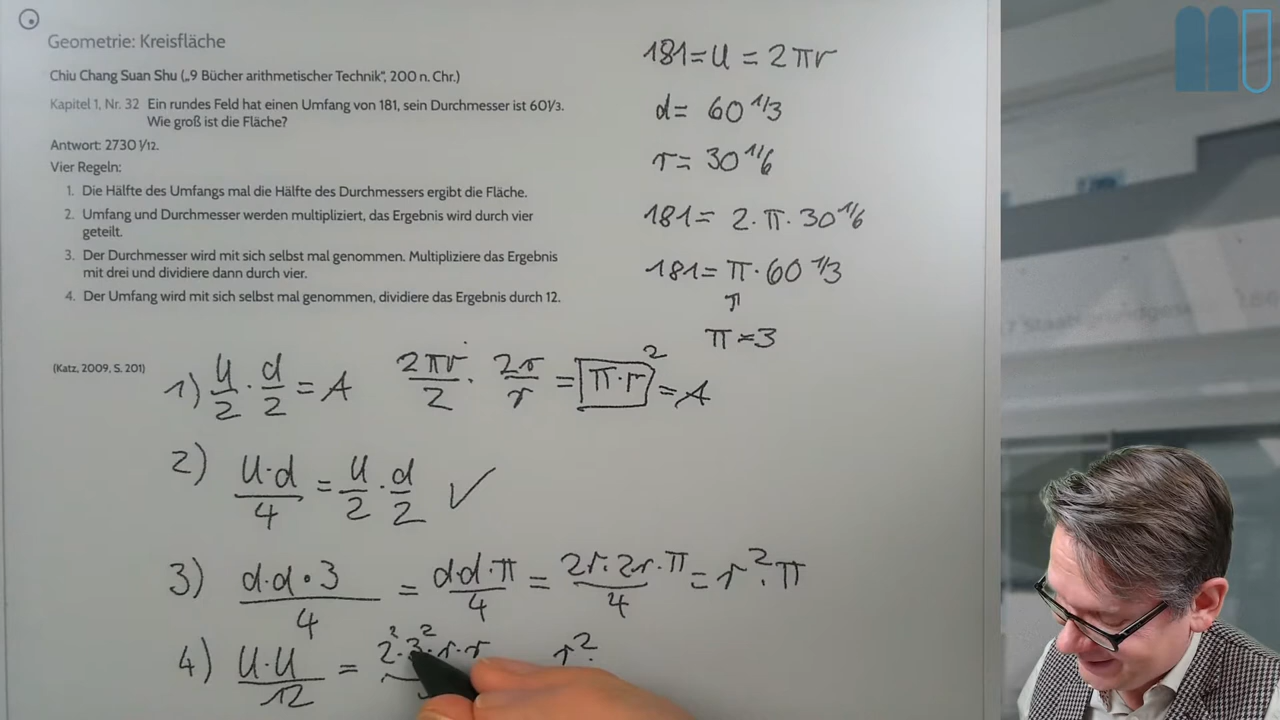 Geometrie: Kreisfläche
Chiu Chang Suan Shu („9 Bücher arithmetischer Technik“, 200 n. Chr.)
Kapitel 1, Nr. 32 Ein rundes Feld hat einen Umfang von 181, sein Durchmesser ist 60 1/3.
Wie groß ist die Fläche?
Antwort: 2730 1/12.
Vier Regeln:
1. Die Hälfte des Umfangs mal die Hälfte des Durchmessers ergibt die Fläche.
2. Umfang und Durchmesser werden multipliziert, das Ergebnis wird durch vier
geteilt.
3. Der Durchmesser wird mit sich selbst mal genommen. Multipliziere das Ergebnis
mit drei und dividiere dann durch vier.
4. Der Umfang wird mit sich selbst mal genommen, dividiere das Ergebnis durch 12.
(Katz, 2009, S. 201)
181 = u = 2πr
d = 60 1/3
r = 30 1/6
181 = 2·π·30 1/6
181 = π·60 1/3
π≈3
1) u/2 · d/2 = A 2πr/2 · 2r/r = π·r² = A
2) u·d/4 = u/2 · d/2 ✓
3) d·d·3/4 = d·d·π/4 = 2r·2r·π/4 = r²·π
4) u·u/12 = 2²·3²·r·r r²·